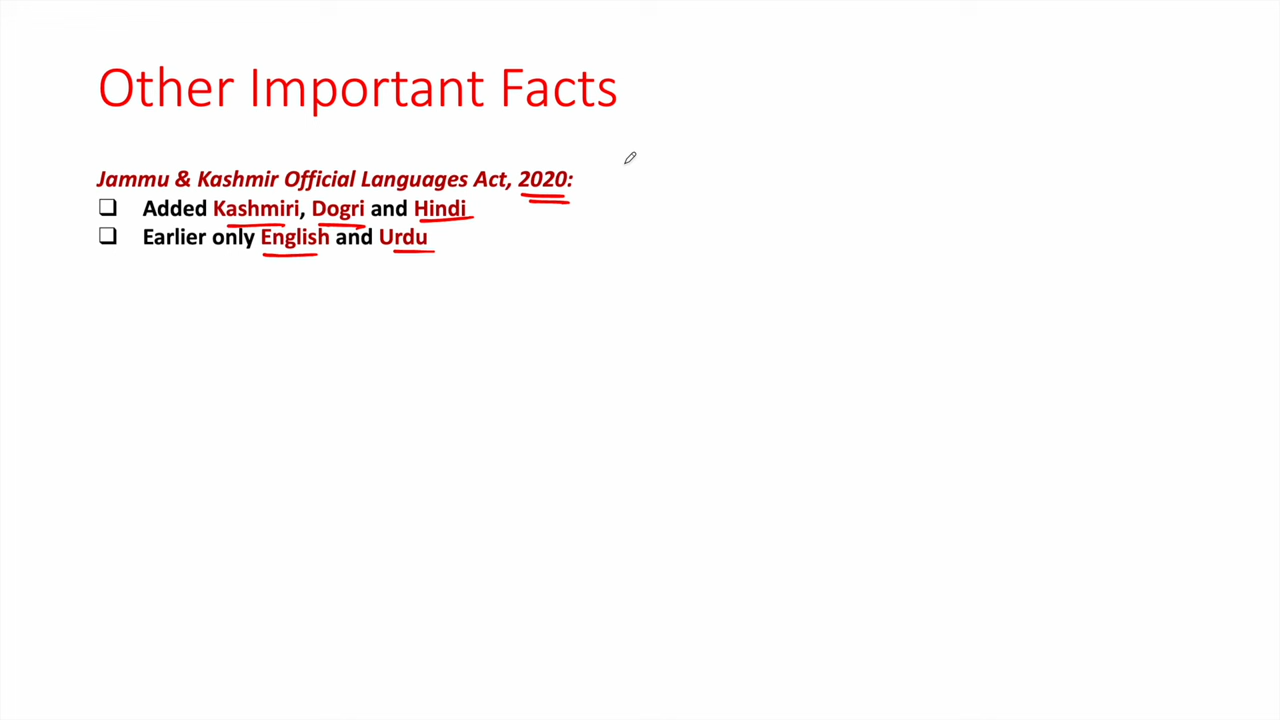 Other Important Facts
Jammu & Kashmir Official Languages Act, 2020:
❑ Added Kashmiri, Dogri and Hindi
❑ Earlier only English and Urdu